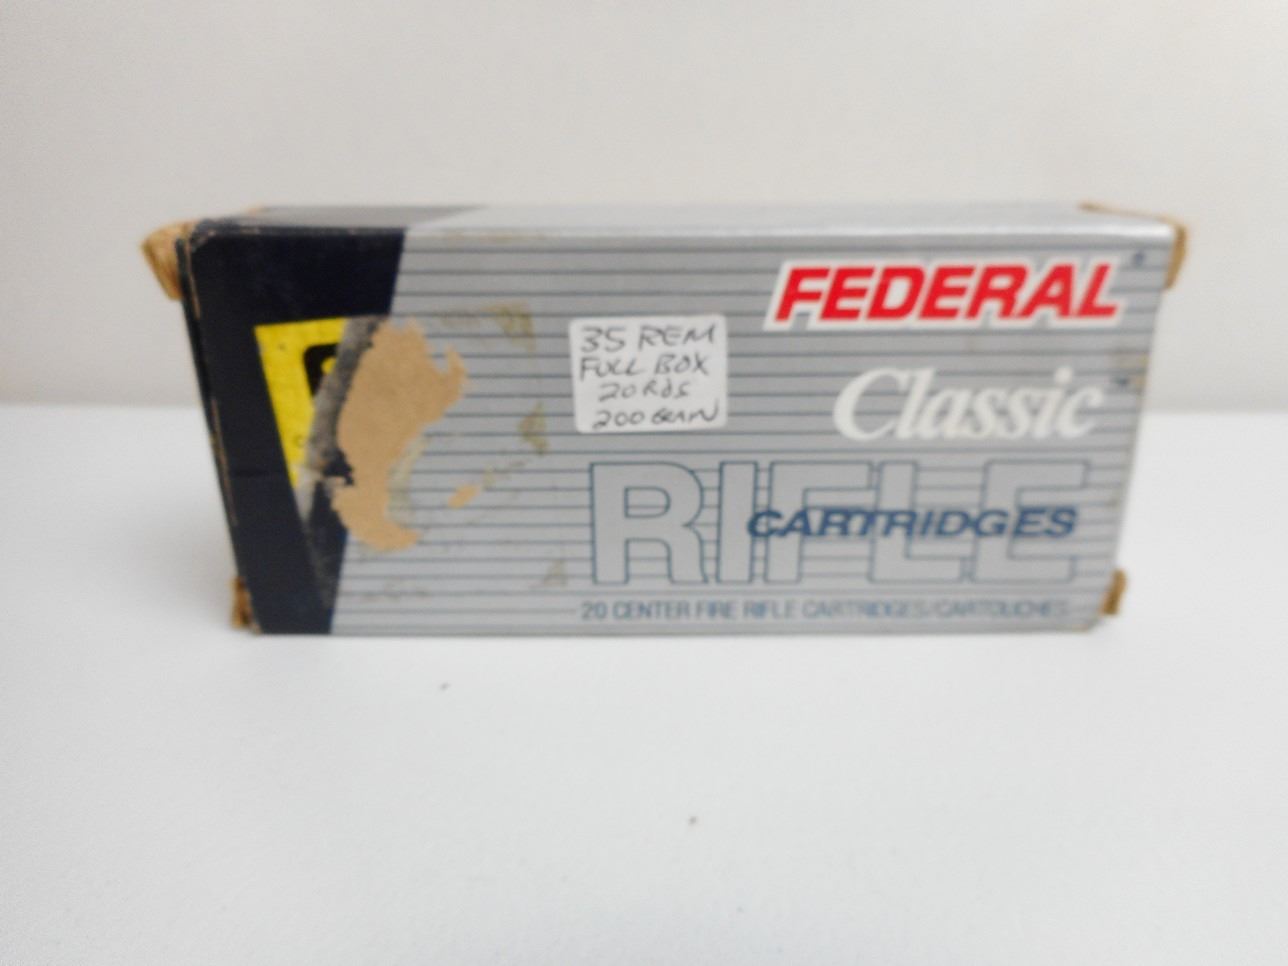 FEDERAL
35 REM
FULL BOX
20 RDS
200 GRAIN
Classic
RIFLE
CARTRIDGES
20 CENTER FIRE RIFLE CARTRIDGES/CARTOUCHES